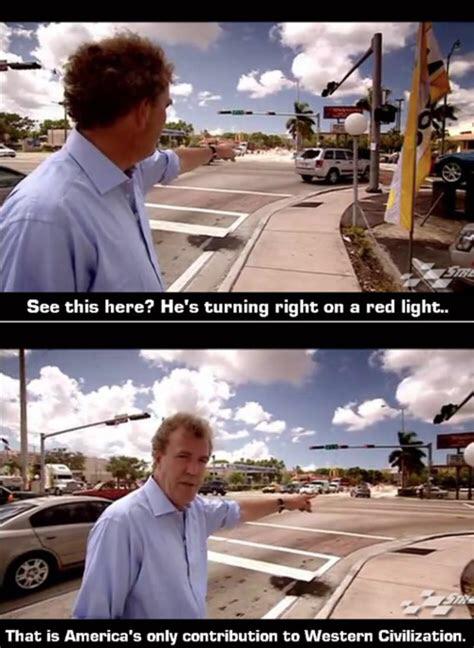 See this here? He's turning right on a red light..
That is America's only contribution to Western Civilization.